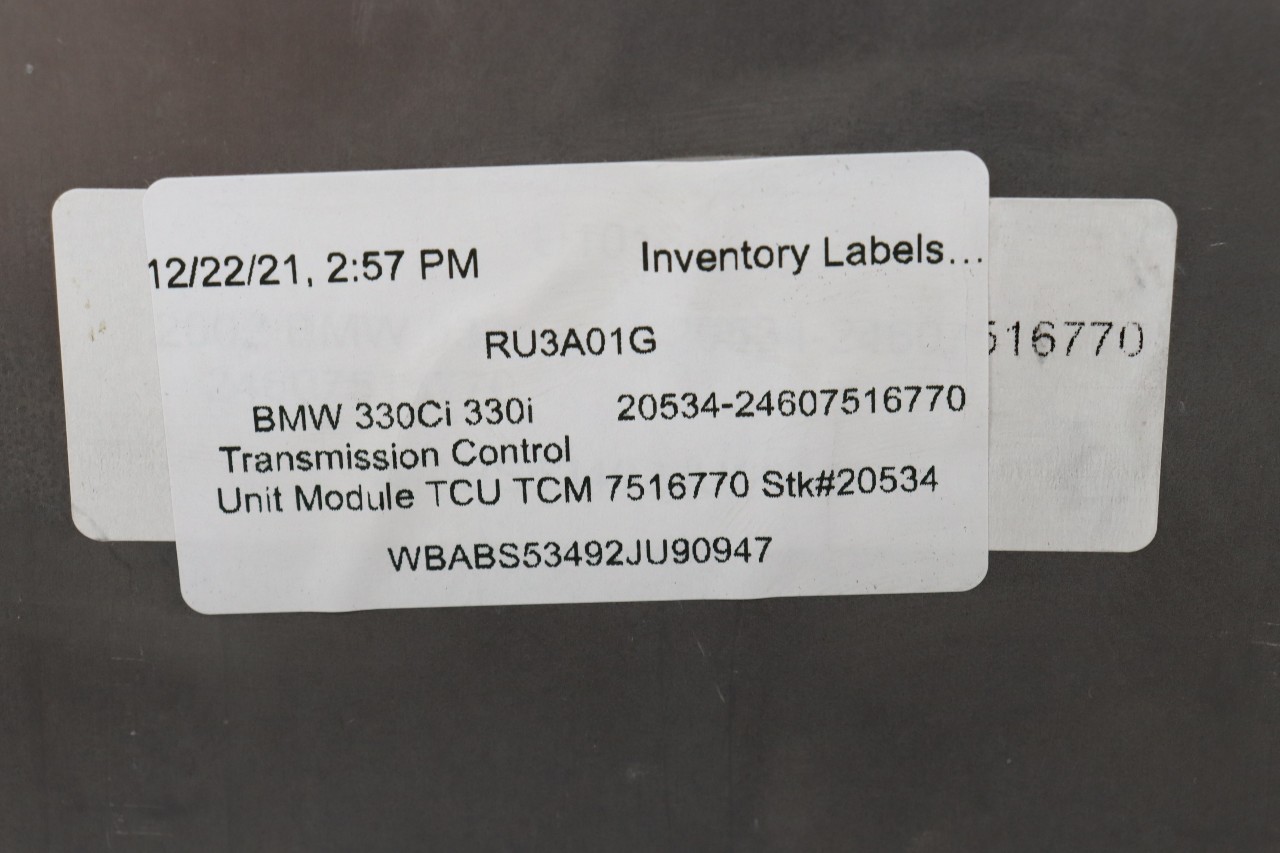 12/22/21, 2:57 PM Inventory Labels...
RU3A01G
516770
BMW 330Ci 330i 20534-24607516770
Transmission Control
Unit Module TCU TCM 7516770 Stk#20534
WBABS53492JU90947